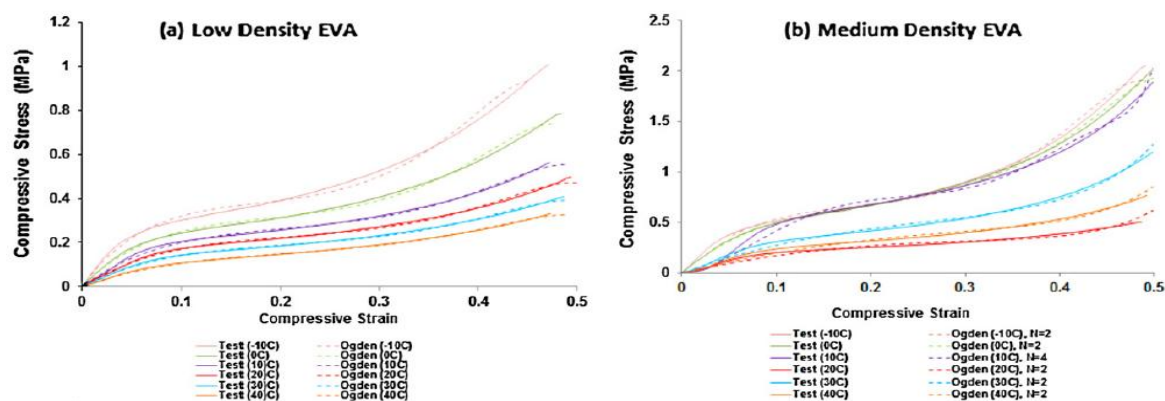 (a) Low Density EVA
Compressive Stress (MPa)
1.2
1
0.8
0.6
0.4
0.2
0
0 0.1 0.2 0.3 0.4 0.5
Compressive Strain
Test (-10C) Ogden (-10C)
Test (0C) Ogden (0C)
Test (10)C) Ogden (10C)
Test (20)C) Ogden (20C)
Test (30)C) Ogden (30C)
Test (40)C) Ogden (40C)
(b) Medium Density EVA
Compressive Stress (MPa)
2.5
2
1.5
1
0.5
0
0 0.1 0.2 0.3 0.4 0.5
Compressive Strain
Test (-10C) Ogden (-10C), N=2
Test (0C) Ogden (0C), N=2
Test (10C) Ogden (10C), N=4
Test (20C) Ogden (20C), N=2
Test (30C) Ogden (30C), N=2
Test (40C) Ogden (40C), N=2